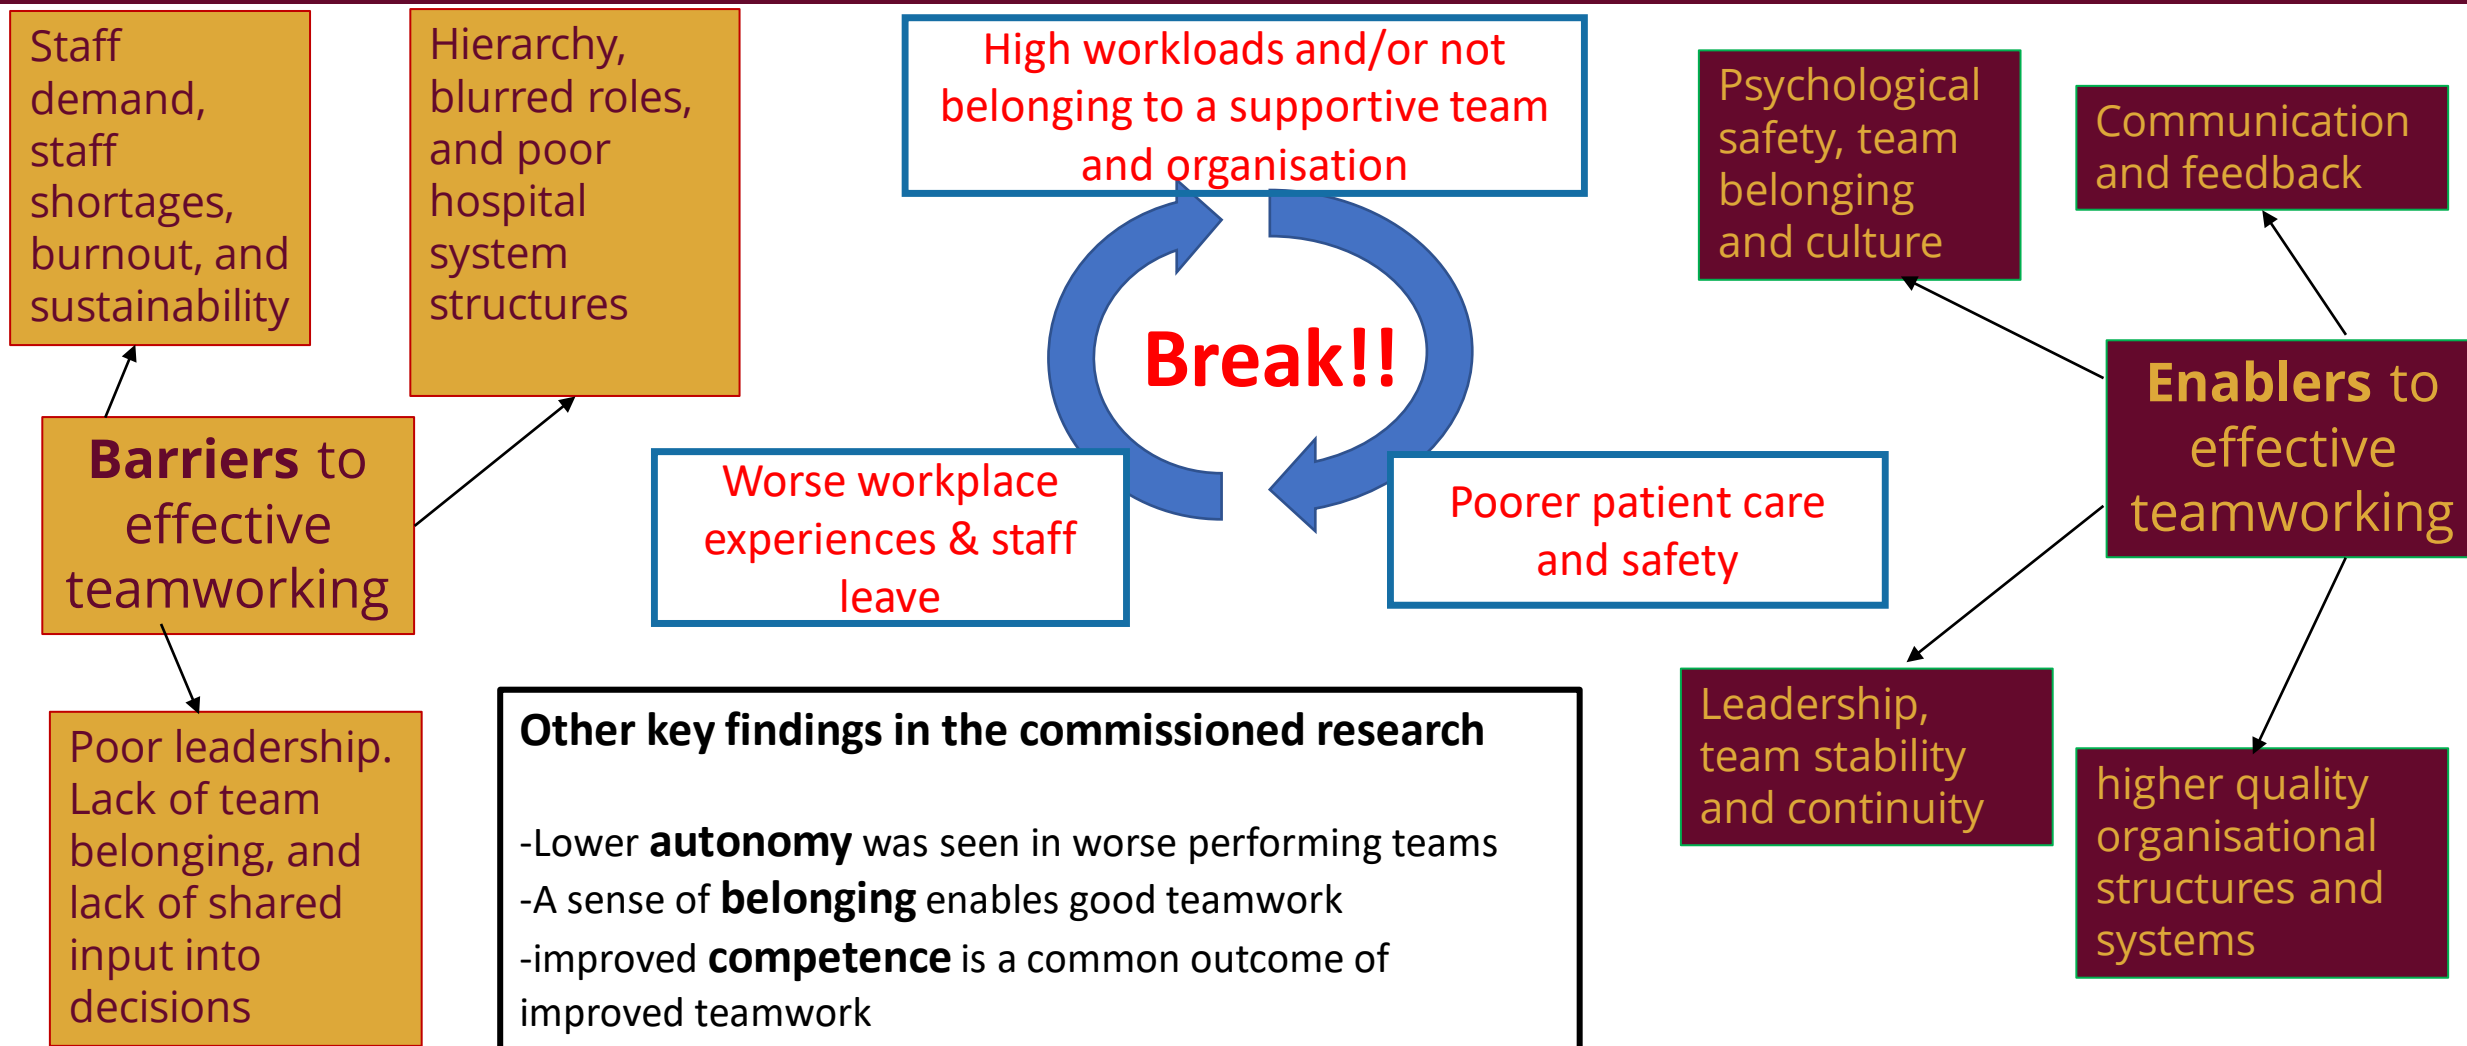 Staff
demand,
staff
shortages,
burnout, and
sustainability
Hierarchy,
blurred roles,
and poor
hospital
system
structures
Barriers to
effective
teamworking
Poor leadership.
Lack of team
belonging, and
lack of shared
input into
decisions
High workloads and/or not
belonging to a supportive team
and organisation
Break!!
Worse workplace
experiences & staff
leave
Poorer patient care
and safety
Other key findings in the commissioned research
-Lower autonomy was seen in worse performing teams
-A sense of belonging enables good teamwork
-improved competence is a common outcome of
improved teamwork
Psychological
safety, team
belonging
and culture
Communication
and feedback
Enablers to
effective
teamworking
Leadership,
team stability
and continuity
higher quality
organisational
structures and
systems